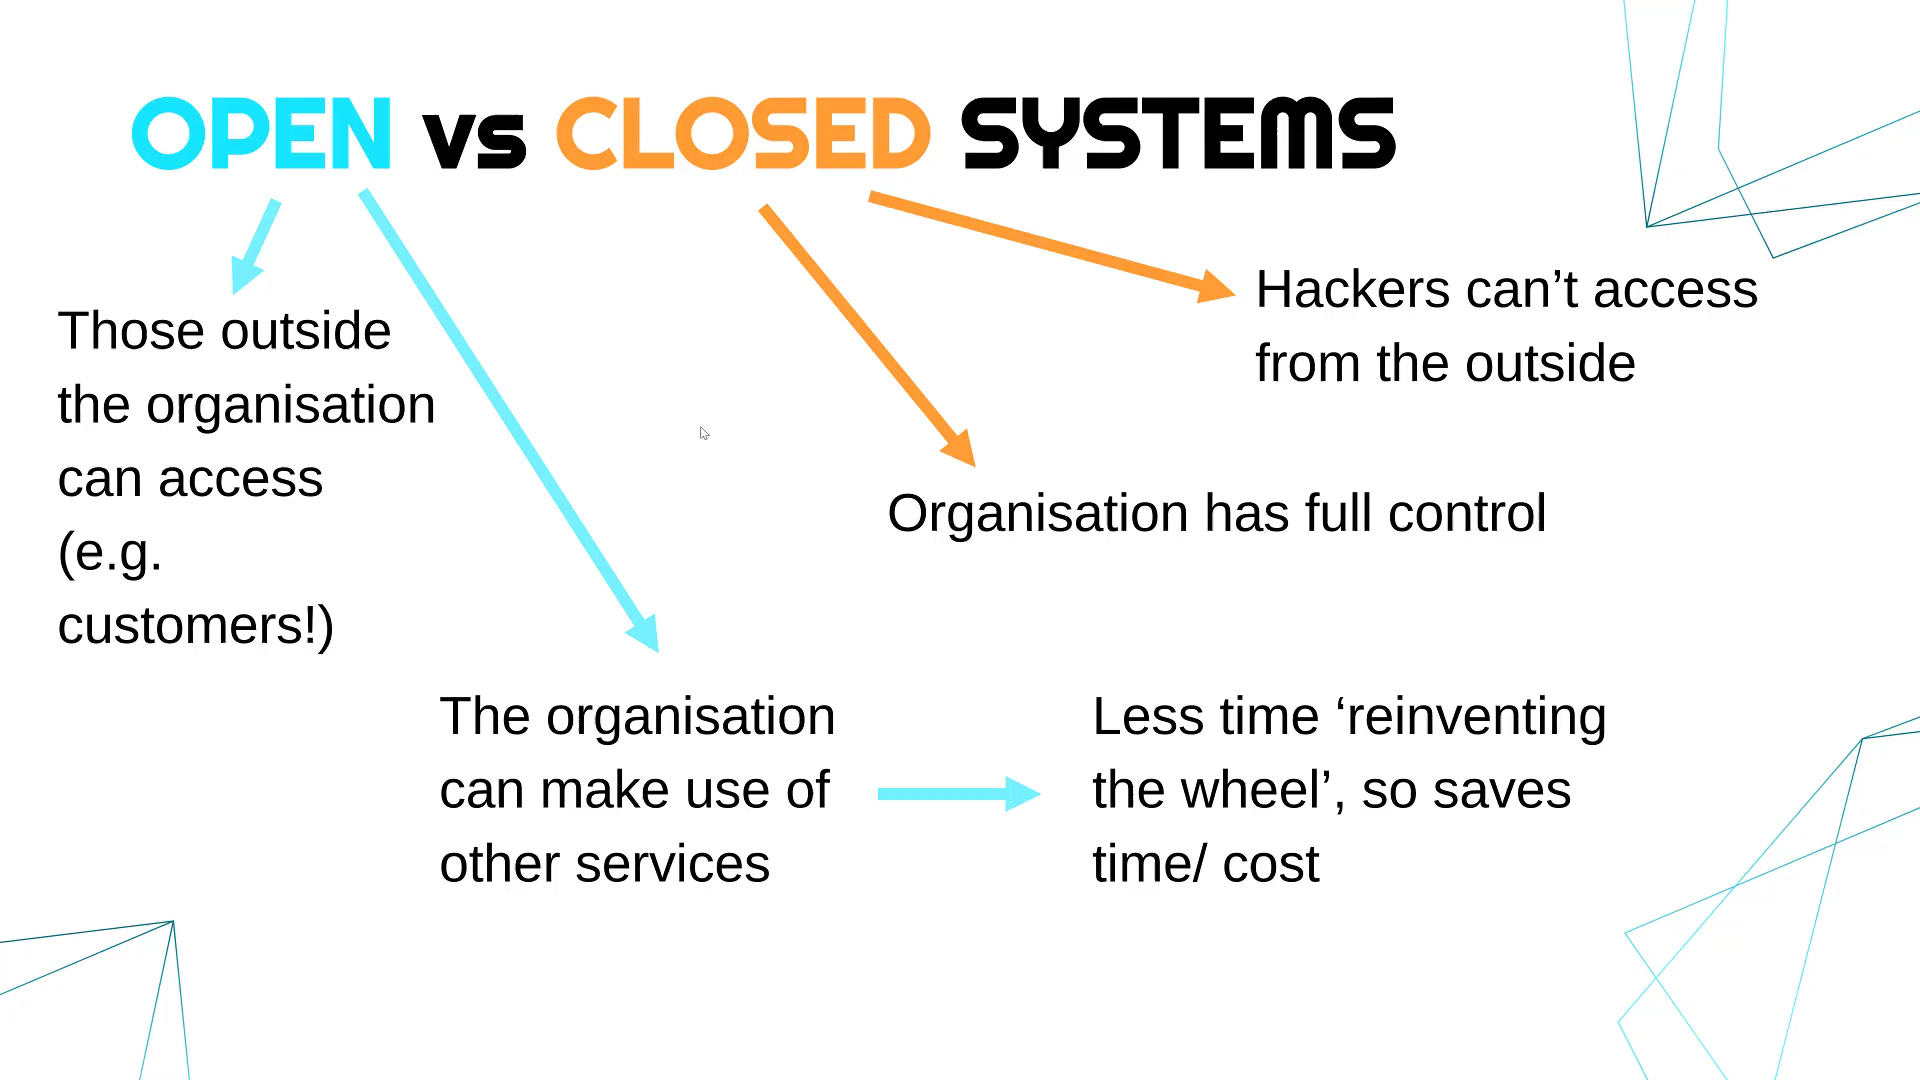 OPEN vs CLOSED SYSTEMS
Those outside
the organisation
can access
(e.g.
customers!)
Hackers can’t access
from the outside
Organisation has full control
The organisation
can make use of
other services
Less time ‘reinventing
the wheel’, so saves
time/ cost